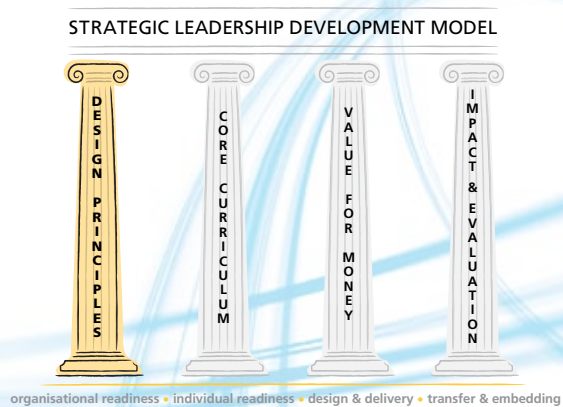 STRATEGIC LEADERSHIP DEVELOPMENT MODEL
DESIGN PRINCIPLES
CORE CURRICULUM
VALUE FOR MONEY
IMPACT & EVALUATION
organisational readiness • individual readiness • design & delivery • transfer & embedding